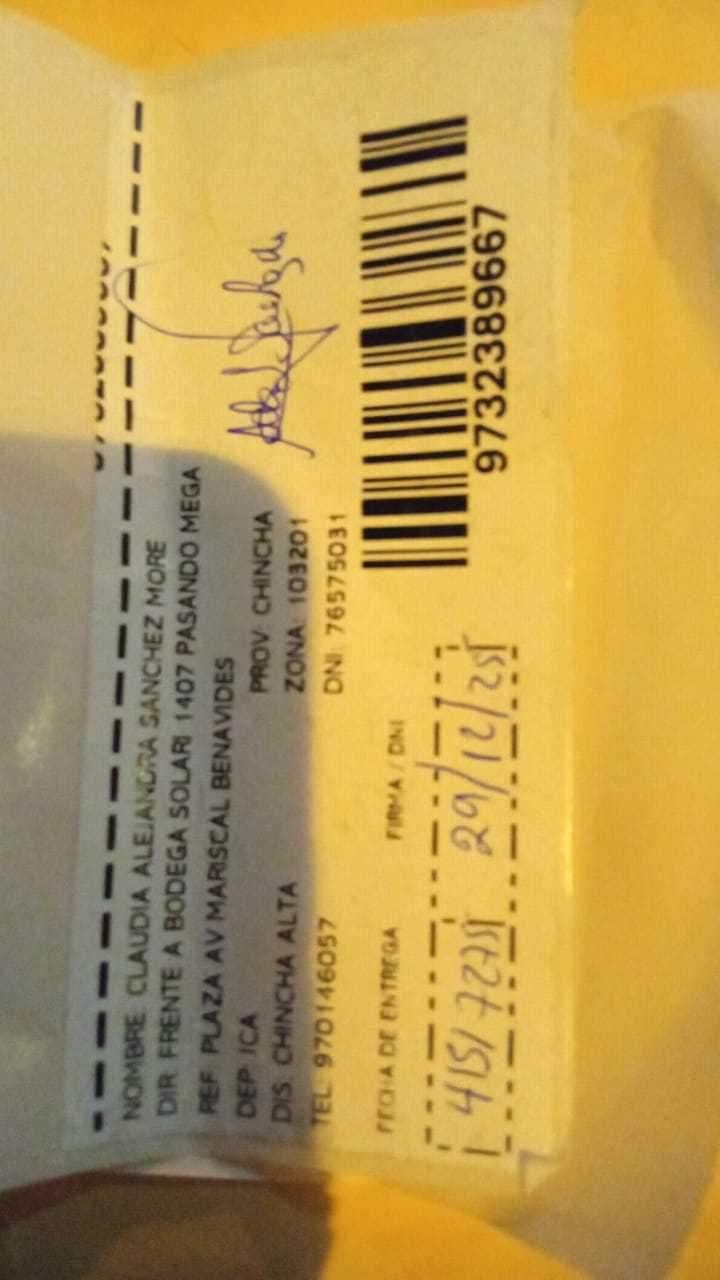 NOMBRE: CLAUDIA ALEJANDRA SANCHEZ MORE
DIR: FRENTE A BODEGA SOLARI 1407 PASANDO MEGA
REF: PLAZA AV MARISCAL BENAVIDES
DEP: ICA PROV: CHINCHA
DIS: CHINCHA ALTA ZONA: 103201
TEL: 970146057 DNI: 76575031
FECHA DE ENTREGA FIRMA / DNI
29/12/25
9732389667